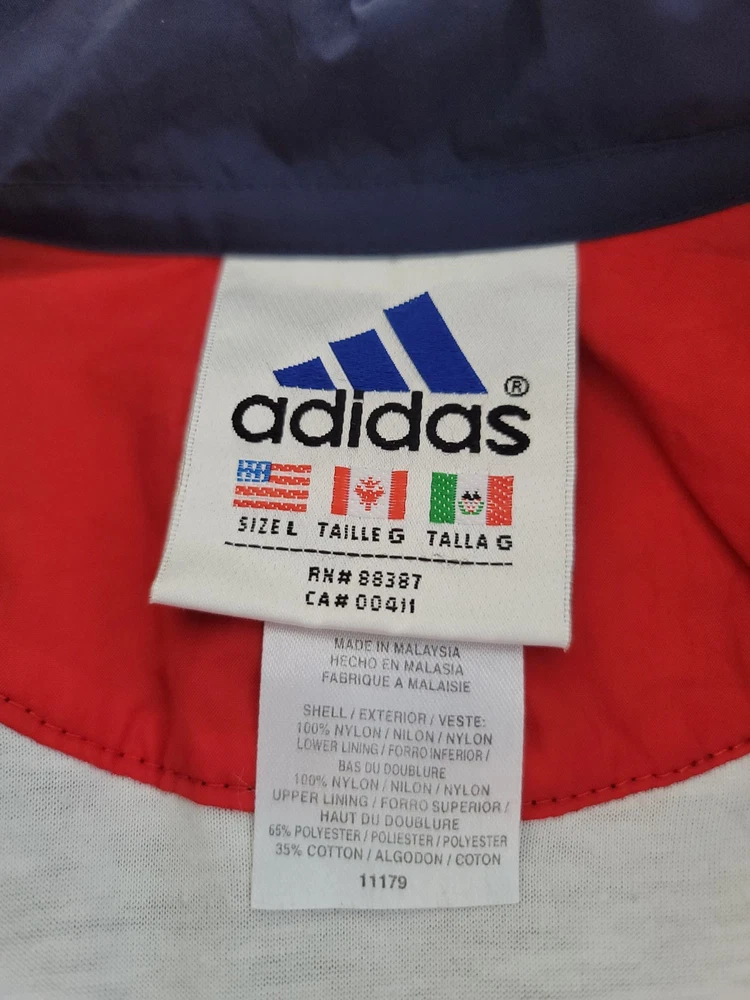 adidas®
SIZE L TAILLE G TALLA G
RN# 88387
CA# 00411
MADE IN MALAYSIA
HECHO EN MALASIA
FABRIQUE A MALAISIE
SHELL / EXTERIOR / VESTE:
100% NYLON / NILON / NYLON
LOWER LINING / FORRO INFERIOR /
BAS DU DOUBLURE
100% NYLON / NILON / NYLON
UPPER LINING / FORRO SUPERIOR /
HAUT DU DOUBLURE
65% POLYESTER / POLIESTER / POLYESTER
35% COTTON / ALGODON / COTON
11179